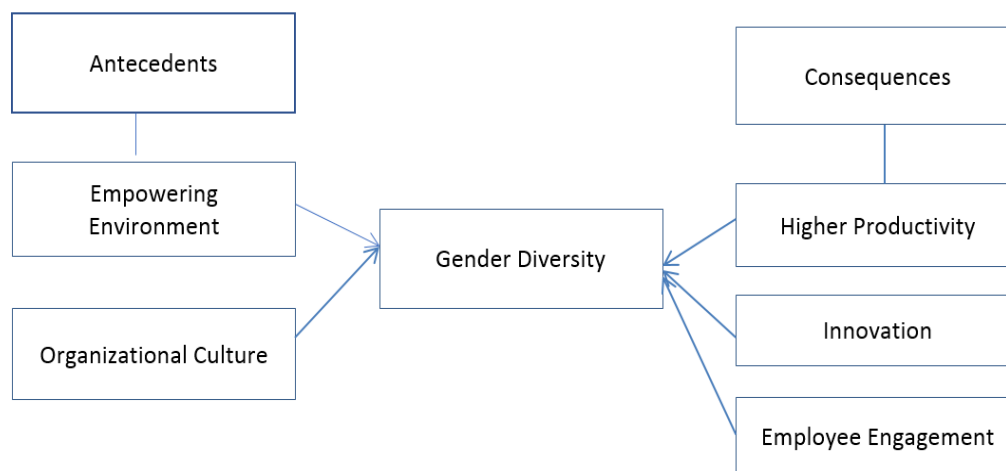 Antecedents
Empowering
Environment
Organizational Culture
Gender Diversity
Consequences
Higher Productivity
Innovation
Employee Engagement